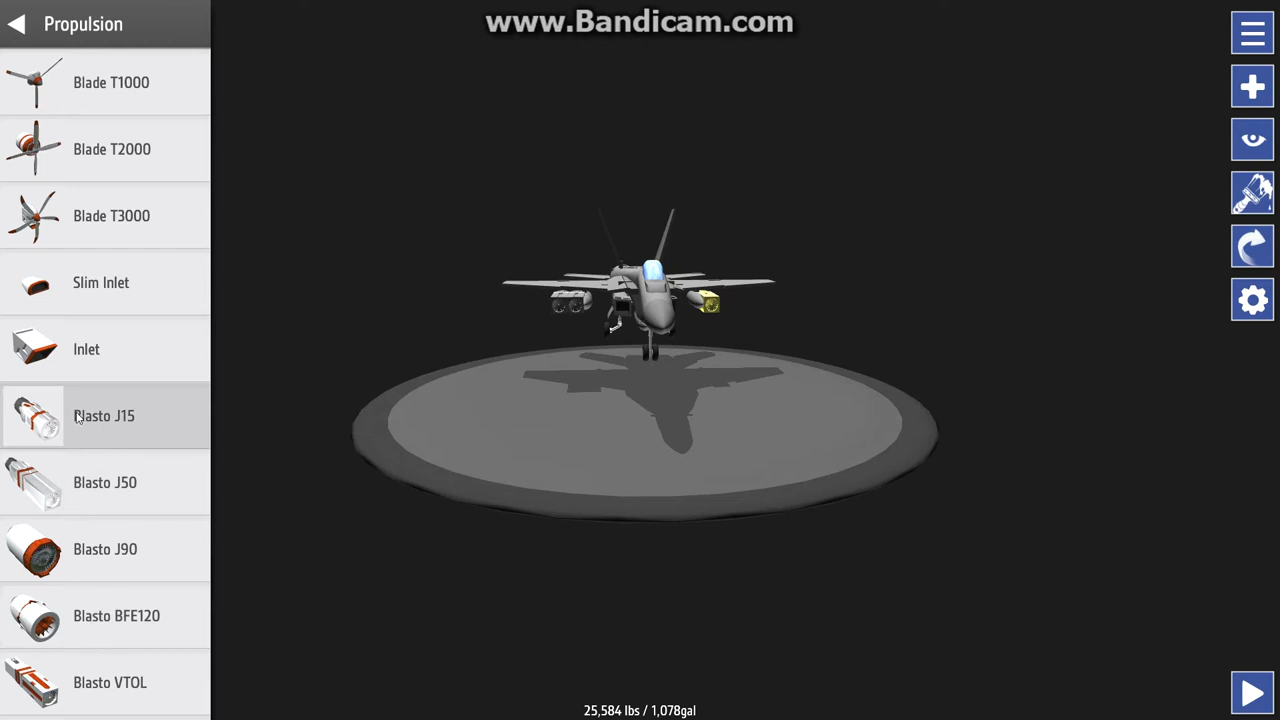 Propulsion
www.Bandicam.com
Blade T1000
Blade T2000
Blade T3000
Slim Inlet
Inlet
Blasto J15
Blasto J50
Blasto J90
Blasto BFE120
Blasto VTOL
25,584 lbs / 1,078gal